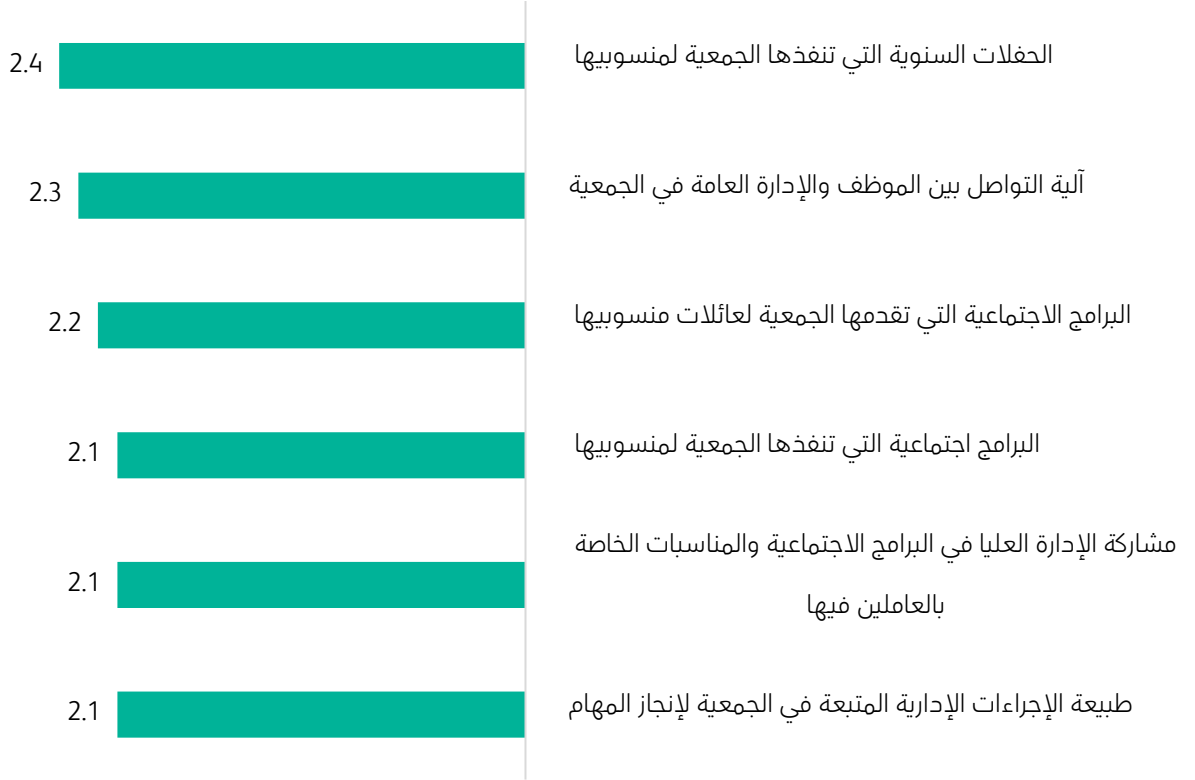 الحفلات السنوية التي تنفذها الجمعية لمنسوبيها
2.4
آلية التواصل بين الموظف والإدارة العامة في الجمعية
2.3
البرامج الاجتماعية التي تقدمها الجمعية لعائلات منسوبيها
2.2
البرامج اجتماعية التي تنفذها الجمعية لمنسوبيها
2.1
مشاركة الإدارة العليا في البرامج الاجتماعية والمناسبات الخاصة
بالعاملين فيها
2.1
طبيعة الإجراءات الإدارية المتبعة في الجمعية لإنجاز المهام
2.1